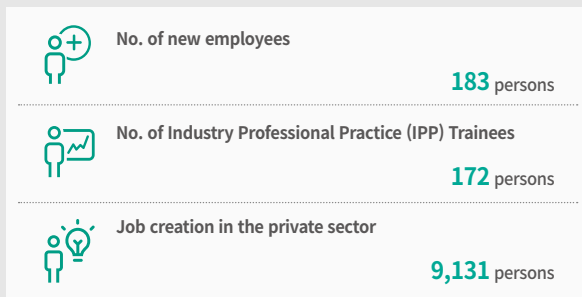 No. of new employees
183 persons
No. of Industry Professional Practice (IPP) Trainees
172 persons
Job creation in the private sector
9,131 persons